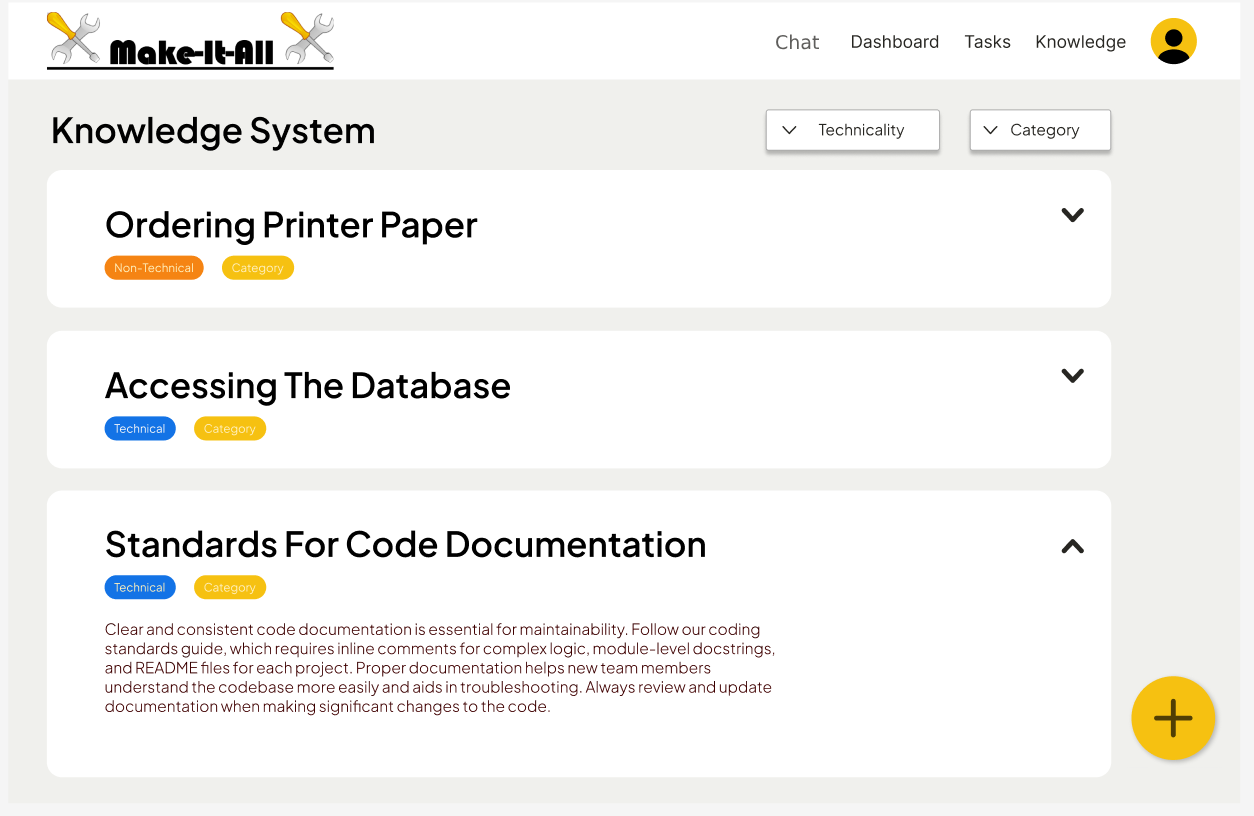 Make-It-All
Chat Dashboard Tasks Knowledge
Knowledge System
Technicality
Category
Ordering Printer Paper
Non-Technical Category
Accessing The Database
Technical Category
Standards For Code Documentation
Technical Category
Clear and consistent code documentation is essential for maintainability. Follow our coding
standards guide, which requires inline comments for complex logic, module-level docstrings,
and README files for each project. Proper documentation helps new team members
understand the codebase more easily and aids in troubleshooting. Always review and update
documentation when making significant changes to the code.